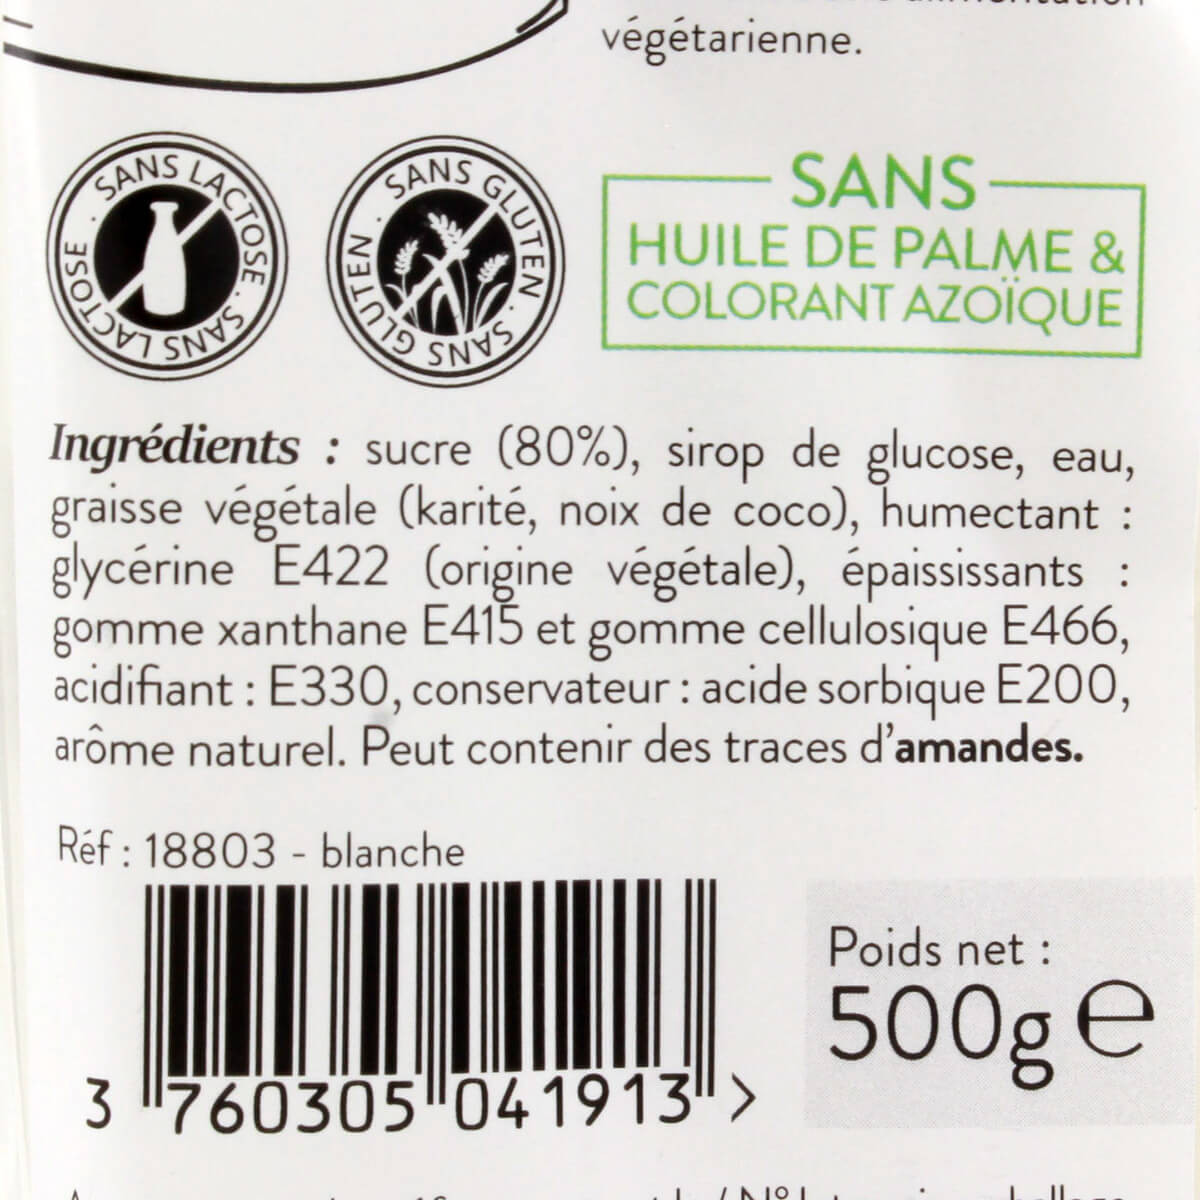 végétarienne.
SANS LACTOSE . SANS LACTOSE .
SANS GLUTEN . SANS GLUTEN .
SANS
HUILE DE PALME &
COLORANT AZOÏQUE
Ingrédients : sucre (80%), sirop de glucose, eau,
graisse végétale (karité, noix de coco), humectant :
glycérine E422 (origine végétale), épaississants :
gomme xanthane E415 et gomme cellulosique E466,
acidifiant : E330, conservateur : acide sorbique E200,
arôme naturel. Peut contenir des traces d'amandes.
Réf : 18803 - blanche
3 760305 041913 >
Poids net :
500g ℮